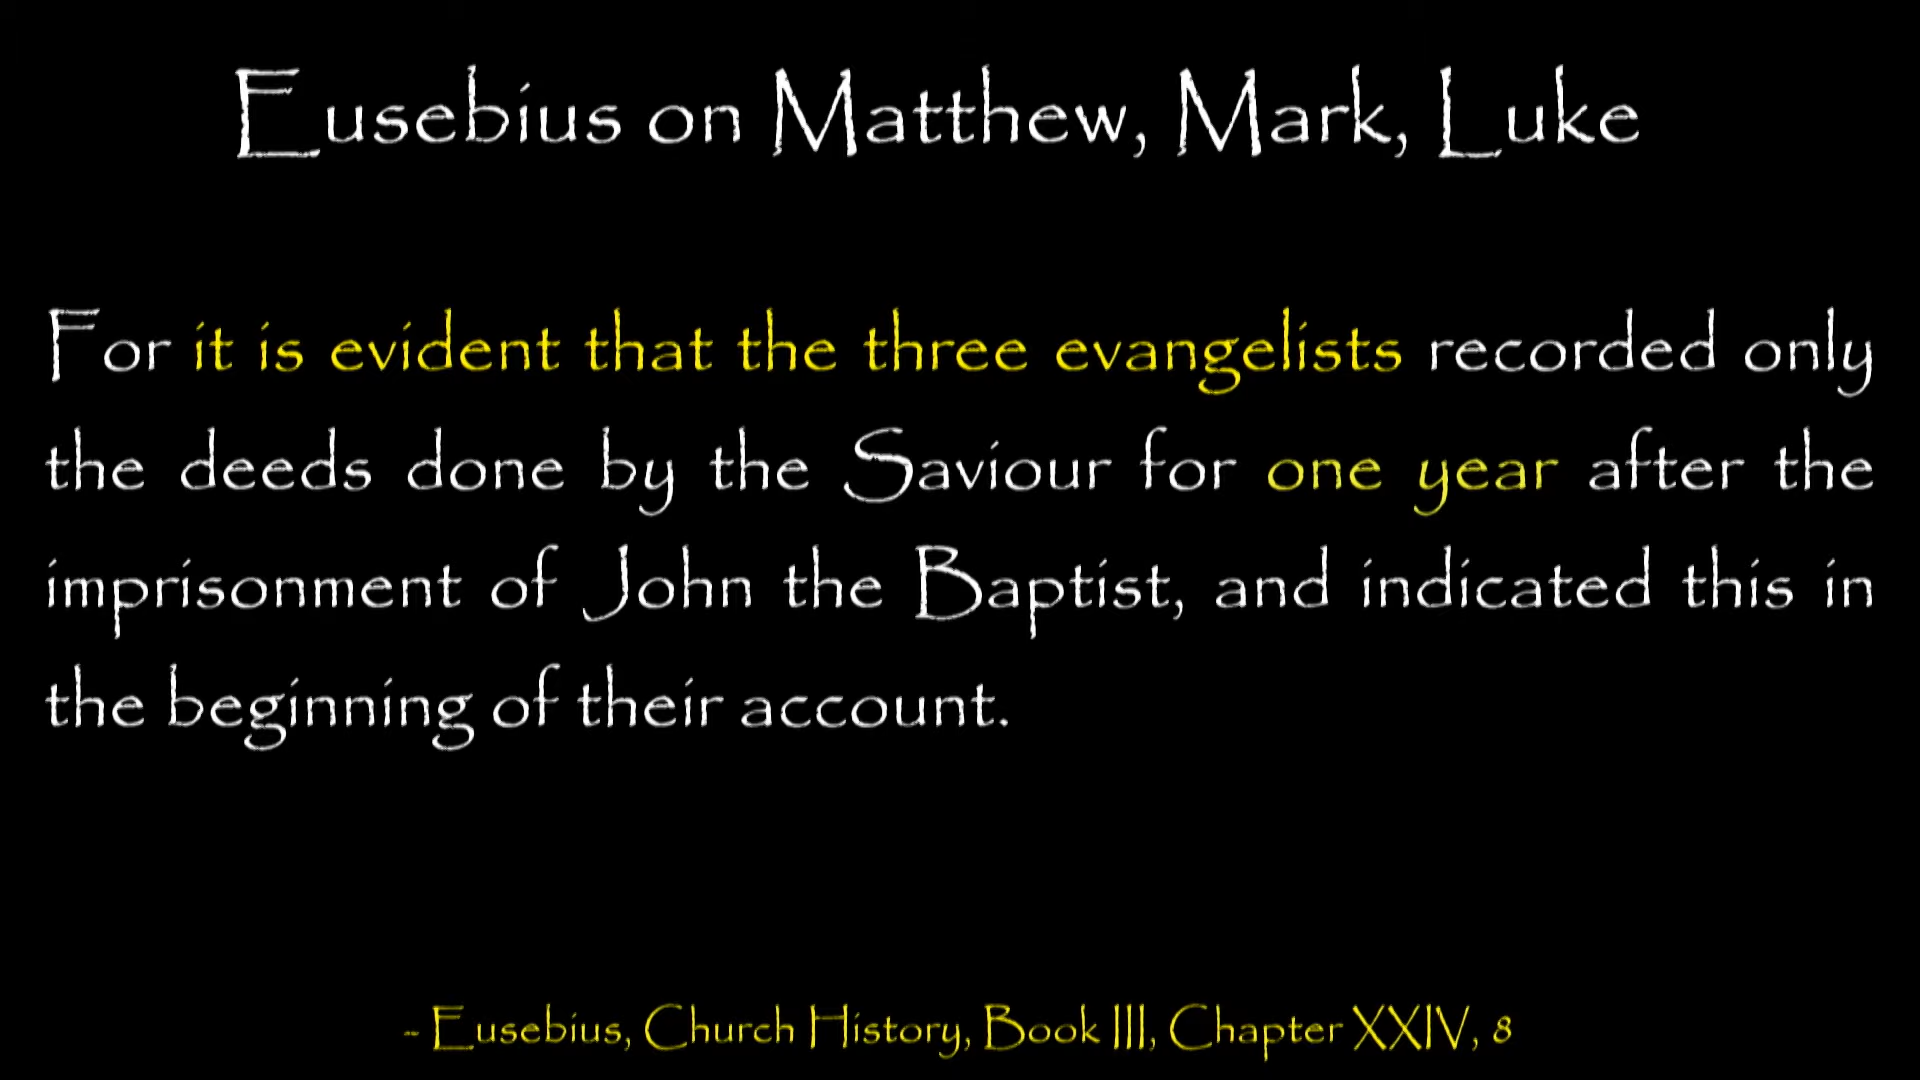 Eusebius on Matthew, Mark, Luke
For it is evident that the three evangelists recorded only
the deeds done by the Saviour for one year after the
imprisonment of John the Baptist, and indicated this in
the beginning of their account.
- Eusebius, Church History, Book III, Chapter XXIV, 8